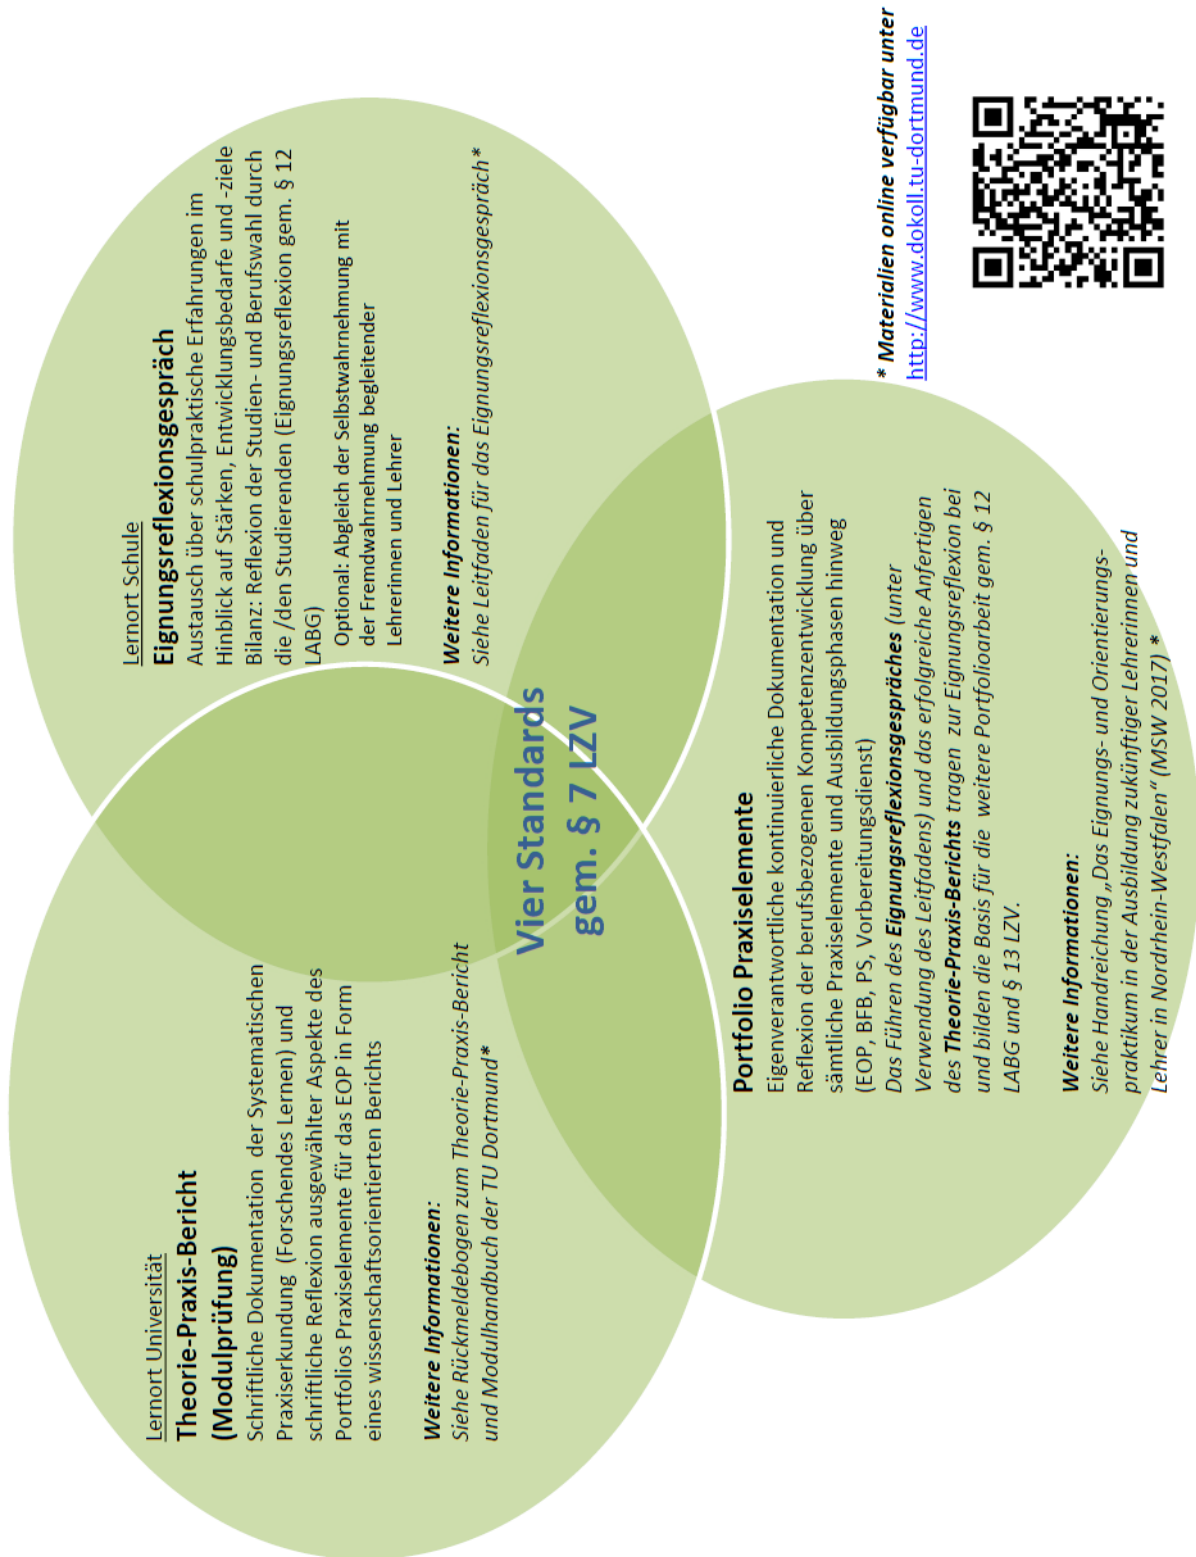 Lernort Universität
Theorie-Praxis-Bericht
(Modulprüfung)
Schriftliche Dokumentation der Systematischen
Praxiserkundung (Forschendes Lernen) und
schriftliche Reflexion ausgewählter Aspekte des
Portfolios Praxiselemente für das EOP in Form
eines wissenschaftsorientierten Berichts
Weitere Informationen:
Siehe Rückmeldebogen zum Theorie-Praxis-Bericht
und Modulhandbuch der TU Dortmund*
Lernort Schule
Eignungsreflexionsgespräch
Austausch über schulpraktische Erfahrungen im
Hinblick auf Stärken, Entwicklungsbedarfe und -ziele
Bilanz: Reflexion der Studien- und Berufswahl durch
die /den Studierenden (Eignungsreflexion gem. § 12
LABG)
Optional: Abgleich der Selbstwahrnehmung mit
der Fremdwahrnehmung begleitender
Lehrerinnen und Lehrer
Weitere Informationen:
Siehe Leitfaden für das Eignungsreflexionsgespräch*
Vier Standards
gem. § 7 LZV
Portfolio Praxiselemente
Eigenverantwortliche kontinuierliche Dokumentation und
Reflexion der berufsbezogenen Kompetenzentwicklung über
sämtliche Praxiselemente und Ausbildungsphasen hinweg
(EOP, BFB, PS, Vorbereitungsdienst)
Das Führen des Eignungsreflexionsgespräches (unter
Verwendung des Leitfadens) und das erfolgreiche Anfertigen
des Theorie-Praxis-Berichts tragen zur Eignungsreflexion bei
und bilden die Basis für die weitere Portfolioarbeit gem. § 12
LABG und § 13 LZV.
Weitere Informationen:
Siehe Handreichung „Das Eignungs- und Orientierungs-
praktikum in der Ausbildung zukünftiger Lehrerinnen und
Lehrer in Nordrhein-Westfalen" (MSW 2017) *
* Materialien online verfügbar unter
http://www.dokoll.tu-dortmund.de